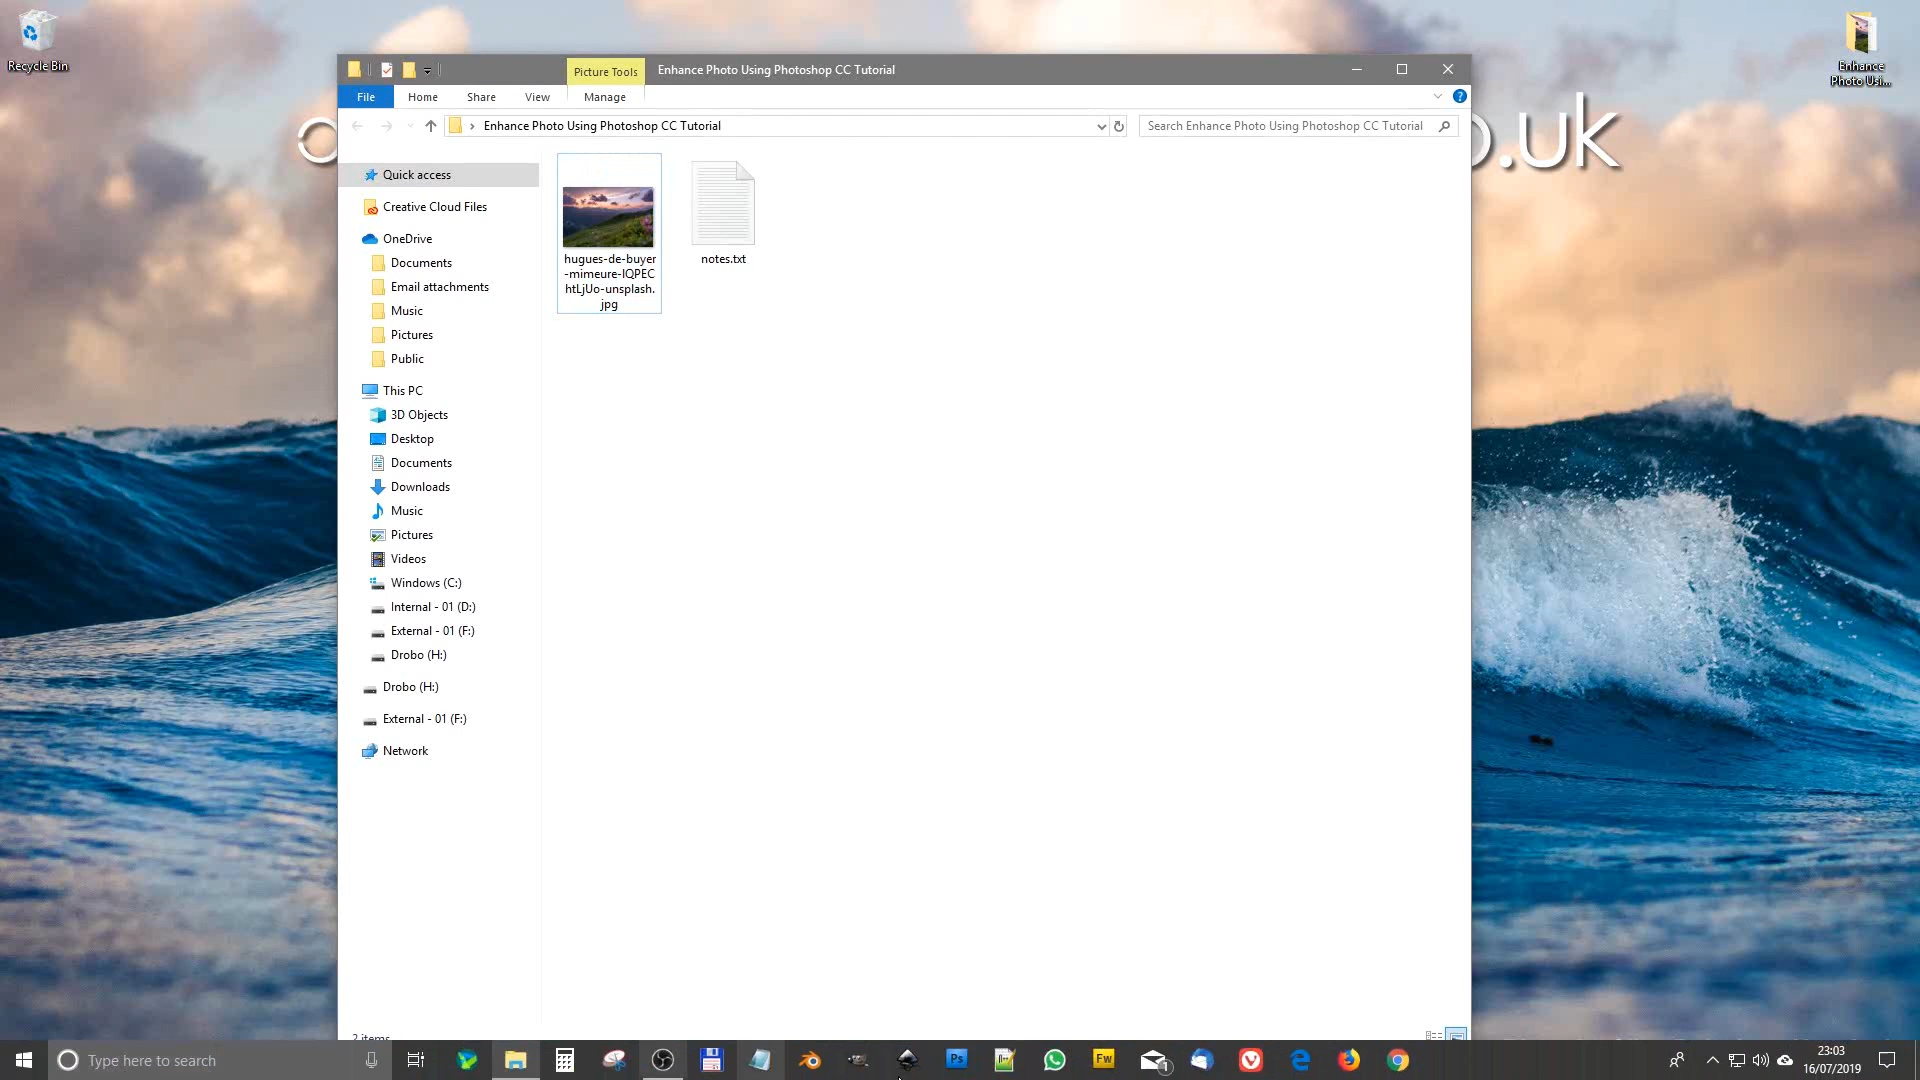 Recycle Bin
Enhance
Photo Usi...
.uk
Picture Tools
Enhance Photo Using Photoshop CC Tutorial
File
Home
Share
View
Manage
Enhance Photo Using Photoshop CC Tutorial
Search Enhance Photo Using Photoshop CC Tutorial
Quick access
Creative Cloud Files
OneDrive
Documents
Email attachments
Music
Pictures
Public
This PC
3D Objects
Desktop
Documents
Downloads
Music
Pictures
Videos
Windows (C:)
Internal - 01 (D:)
External - 01 (F:)
Drobo (H:)
Drobo (H:)
External - 01 (F:)
Network
hugues-de-buyer
-mimeure-IQPEC
htLjUo-unsplash.
jpg
notes.txt
2 items
Type here to search
Ps
Fw
1
23:03
16/07/2019